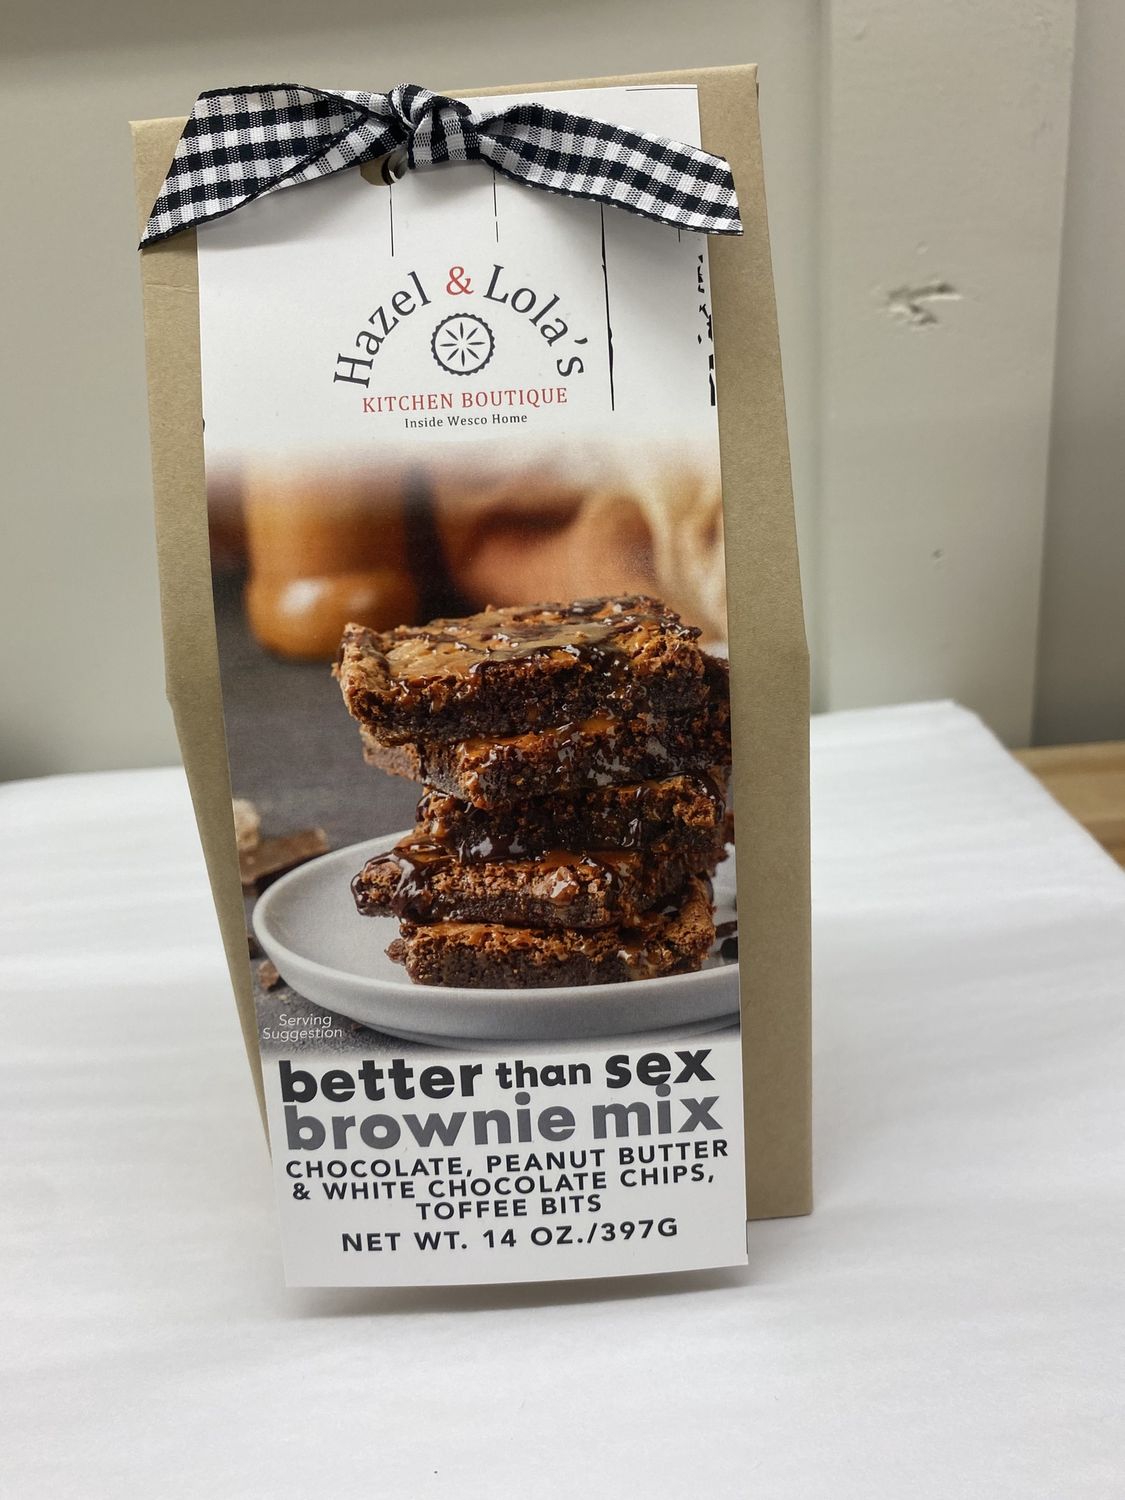 Hazel & Lola's
KITCHEN BOUTIQUE
Inside Wesco Home
Serving
Suggestion
better than sex
brownie mix
CHOCOLATE, PEANUT BUTTER
& WHITE CHOCOLATE CHIPS,
TOFFEE BITS
NET WT. 14 OZ./397G